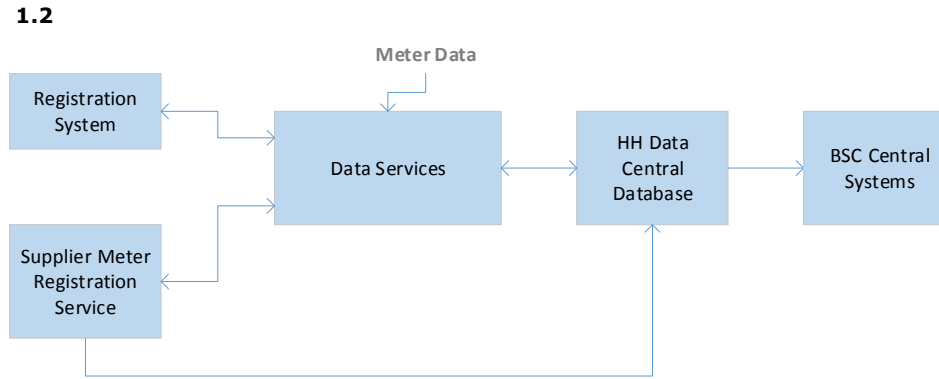 1.2
Meter Data
Registration
System
Data Services
HH Data
Central
Database
BSC Central
Systems
Supplier Meter
Registration
Service